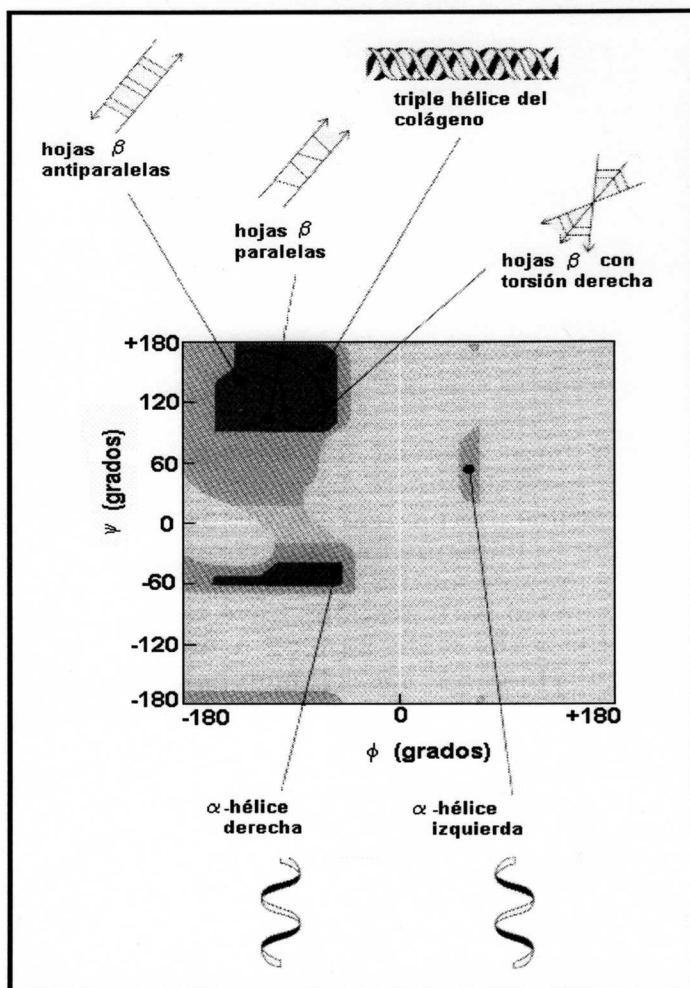 triple hélice del
colágeno
hojas β
antiparalelas
hojas β
paralelas
hojas β con
torsión derecha
+180
120
60
0
-60
-120
-180
ψ (grados)
-180
0
+180
ϕ (grados)
α-hélice
derecha
α-hélice
izquierda